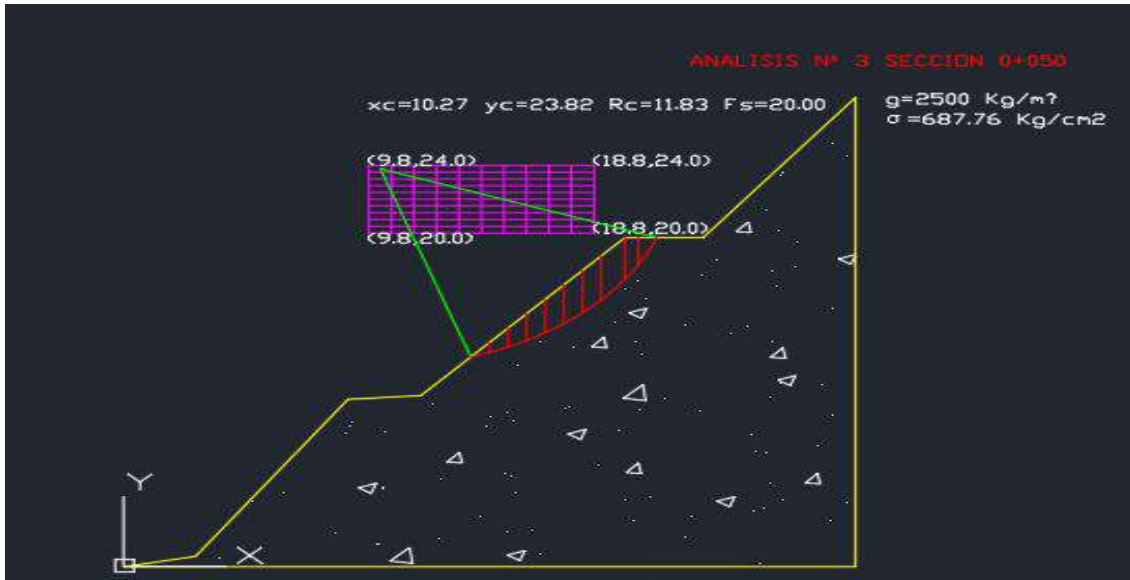 ANALISIS Nº 3 SECCION 0+050
xc=10.27 yc=23.82 Rc=11.83 Fs=20.00
g=2500 Kg/m?
σ=687.76 Kg/cm2
(9.8,24.0) (18.8,24.0)
(9.8,20.0) (18.8,20.0)
Y
X